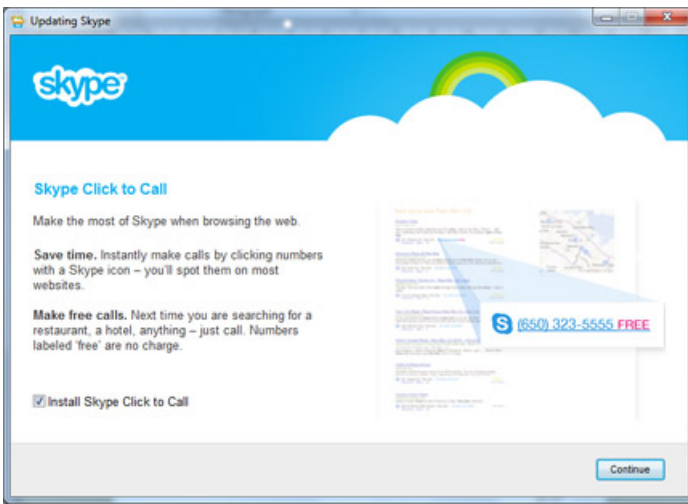 Updating Skype
skype
Skype Click to Call
Make the most of Skype when browsing the web.
Save time. Instantly make calls by clicking numbers
with a Skype icon – you'll spot them on most
websites.
Make free calls. Next time you are searching for a
restaurant, a hotel, anything – just call. Numbers
labeled 'free' are no charge.
(650) 323-5555 FREE
Install Skype Click to Call
Continue